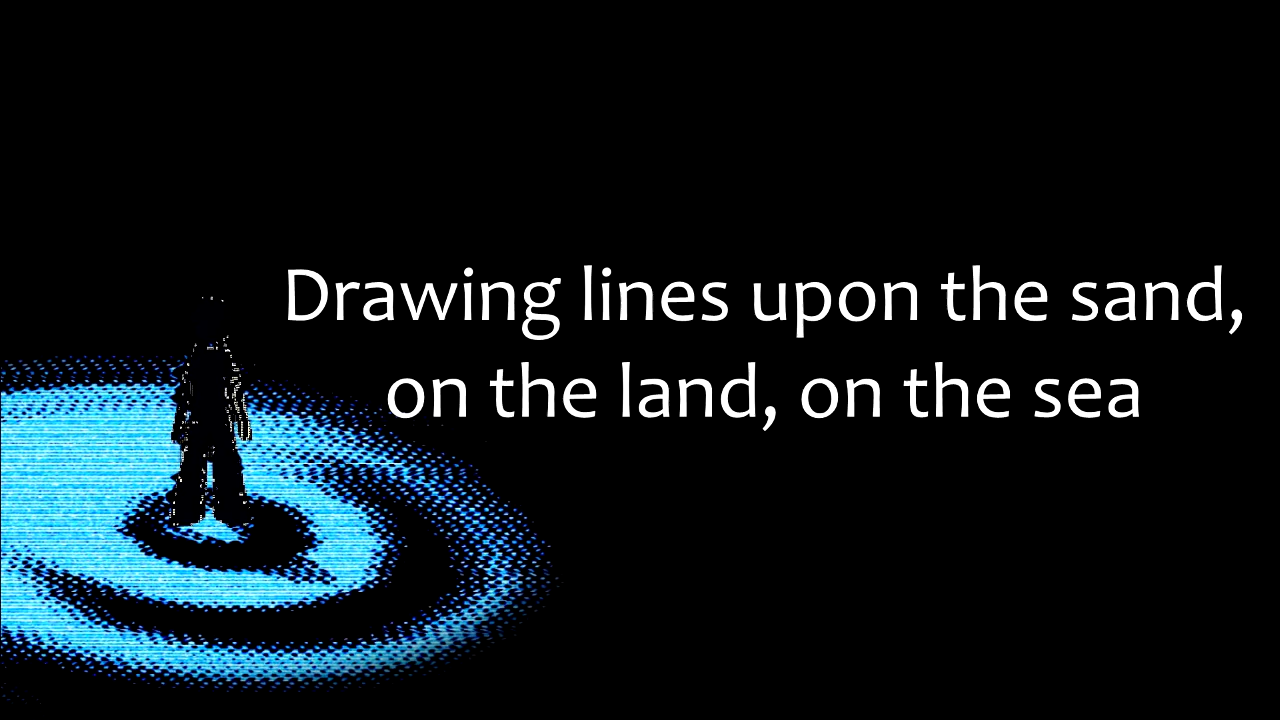 Drawing lines upon the sand,
on the land, on the sea